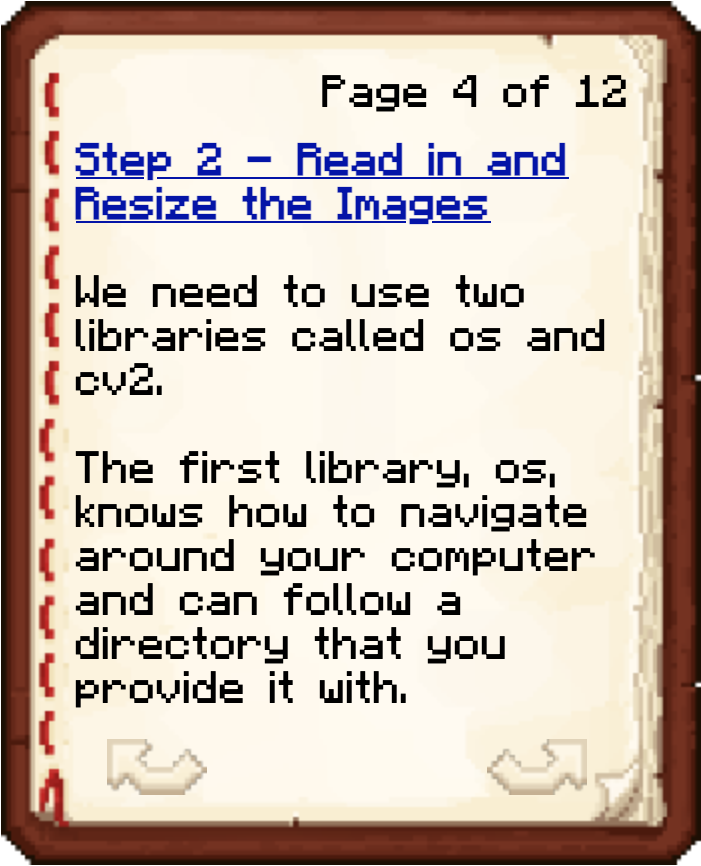 Page 4 of 12
Step 2 - Read in and
Resize the Images
We need to use two
libraries called os and
cv2.
The first library, os,
knows how to navigate
around your computer
and can follow a
directory that you
provide it with.